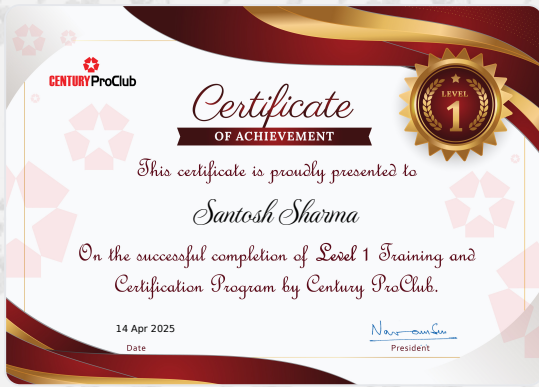 CENTURY ProClub
Certificate
OF ACHIEVEMENT
LEVEL
1
This certificate is proudly presented to
Santosh Sharma
On the successful completion of Level 1 Training and
Certification Program by Century ProClub.
14 Apr 2025
Date
President